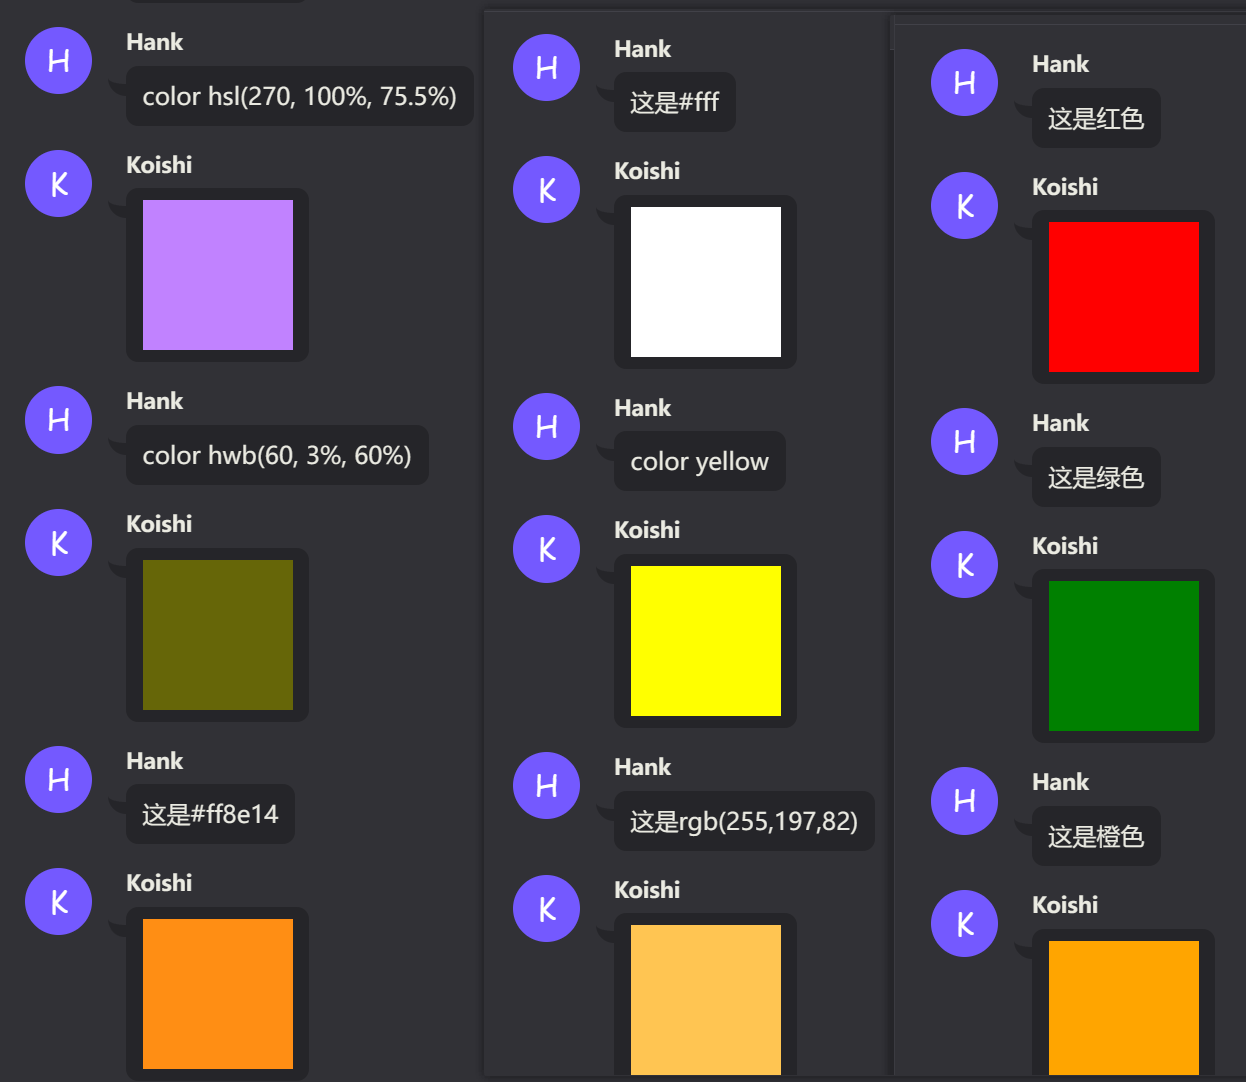 H
Hank
color hsl(270, 100%, 75.5%)
K
Koishi
H
Hank
color hwb(60, 3%, 60%)
K
Koishi
H
Hank
这是#ff8e14
K
Koishi
H
Hank
这是#fff
K
Koishi
H
Hank
color yellow
K
Koishi
H
Hank
这是rgb(255,197,82)
K
Koishi
H
Hank
这是红色
K
Koishi
H
Hank
这是绿色
K
Koishi
H
Hank
这是橙色
K
Koishi